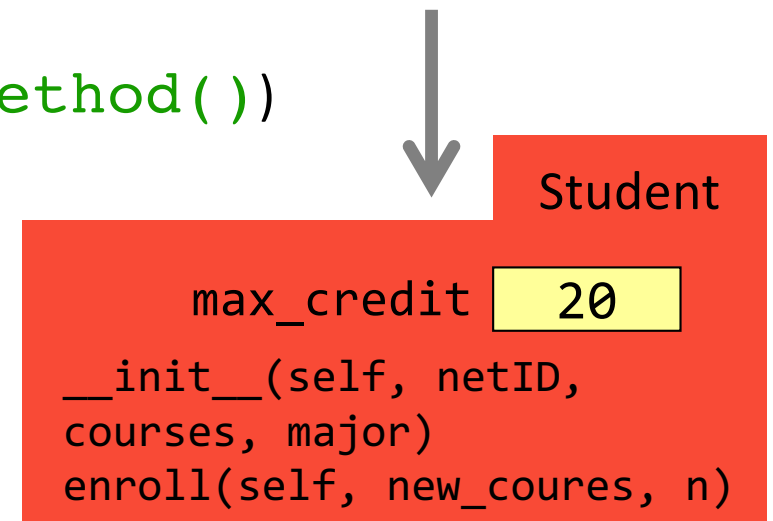 ethod())
Student
max_credit 20
__init__(self, netID,
courses, major)
enroll(self, new_coures, n)